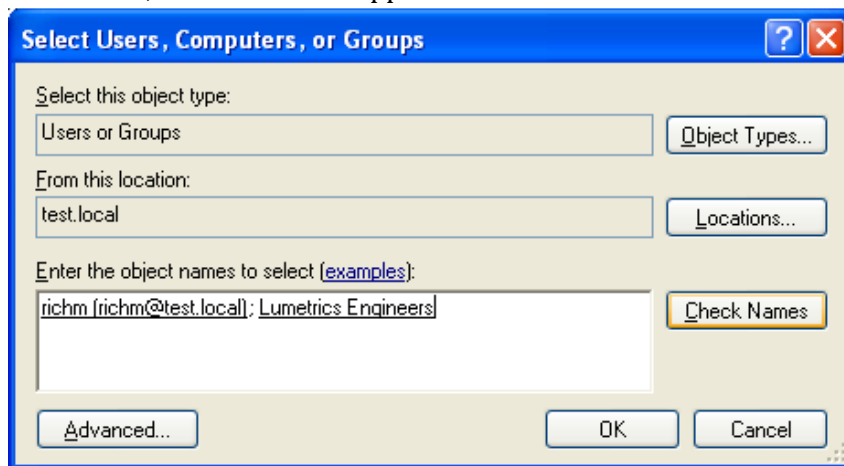 Select Users, Computers, or Groups
Select this object type:
Users or Groups
Object Types...
From this location:
test.local
Locations...
Enter the object names to select (examples):
richm (richm@test.local); Lumetrics Engineers
Check Names
Advanced...
OK
Cancel